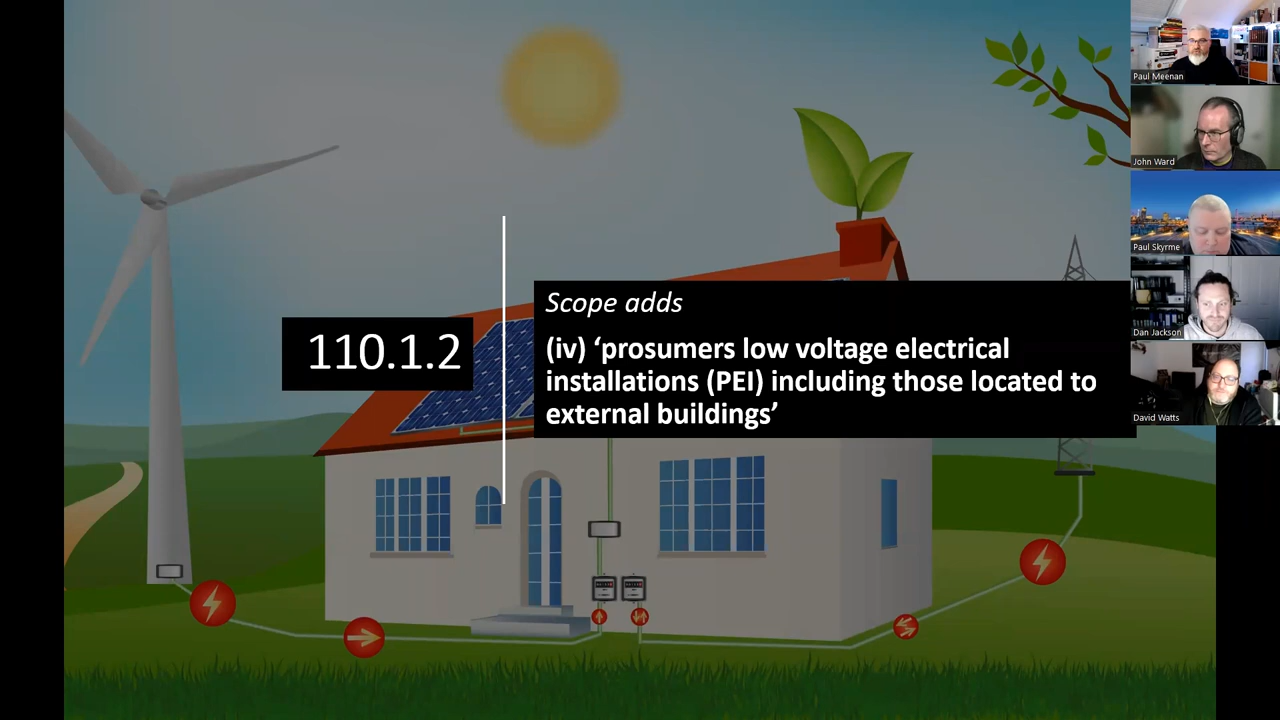 110.1.2
Scope adds
(iv) ‘prosumers low voltage electrical
installations (PEI) including those located to
external buildings’
Paul Meenan
John Ward
Paul Skyrme
Dan Jackson
David Watts